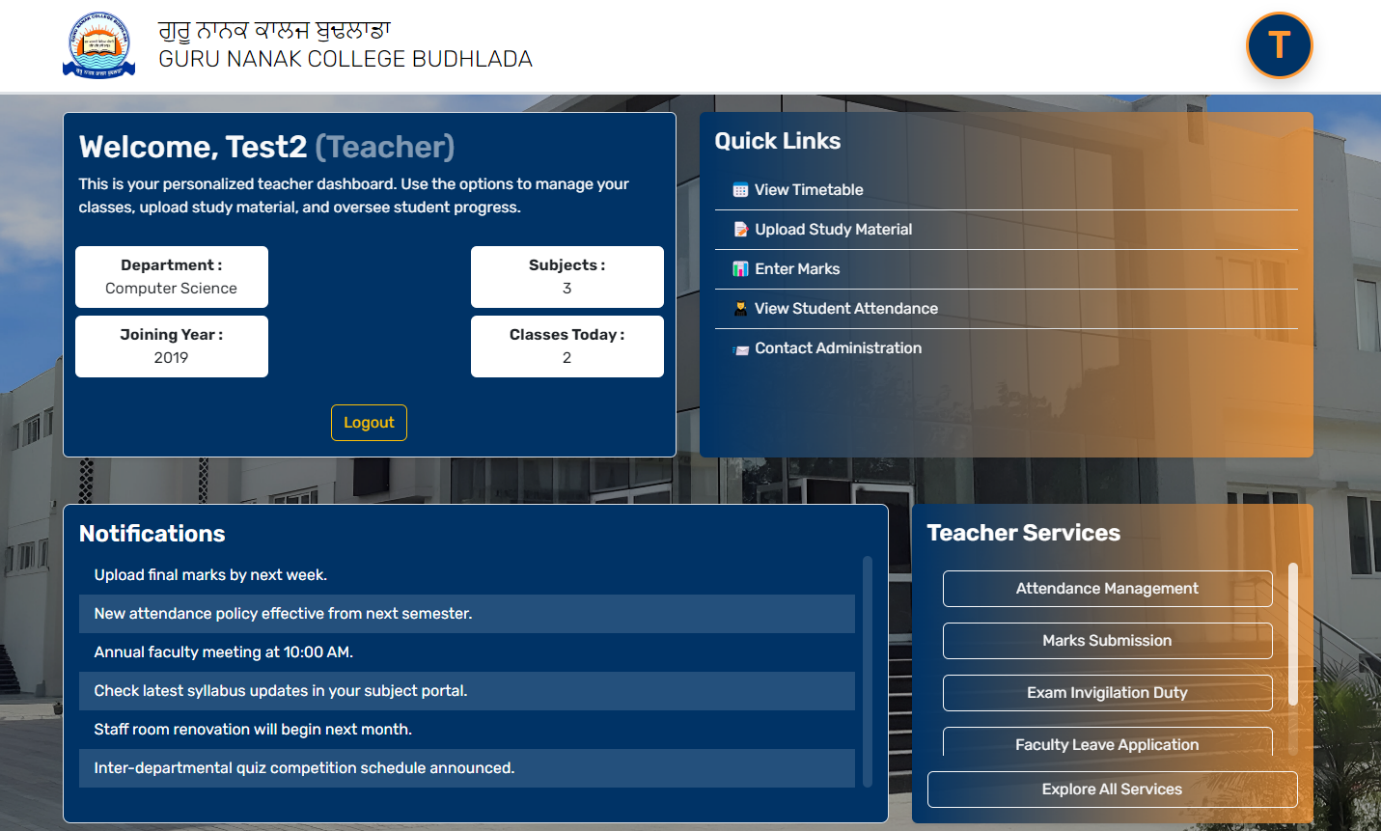 ਗੁਰੂ ਨਾਨਕ ਕਾਲਜ ਬੁਢਲਾਡਾ
GURU NANAK COLLEGE BUDHLADA
T
Welcome, Test2 (Teacher)
This is your personalized teacher dashboard. Use the options to manage your
classes, upload study material, and oversee student progress.
Department :
Computer Science
Subjects :
3
Joining Year :
2019
Classes Today :
2
Logout
Quick Links
View Timetable
Upload Study Material
Enter Marks
View Student Attendance
Contact Administration
Notifications
Upload final marks by next week.
New attendance policy effective from next semester.
Annual faculty meeting at 10:00 AM.
Check latest syllabus updates in your subject portal.
Staff room renovation will begin next month.
Inter-departmental quiz competition schedule announced.
Teacher Services
Attendance Management
Marks Submission
Exam Invigilation Duty
Faculty Leave Application
Explore All Services